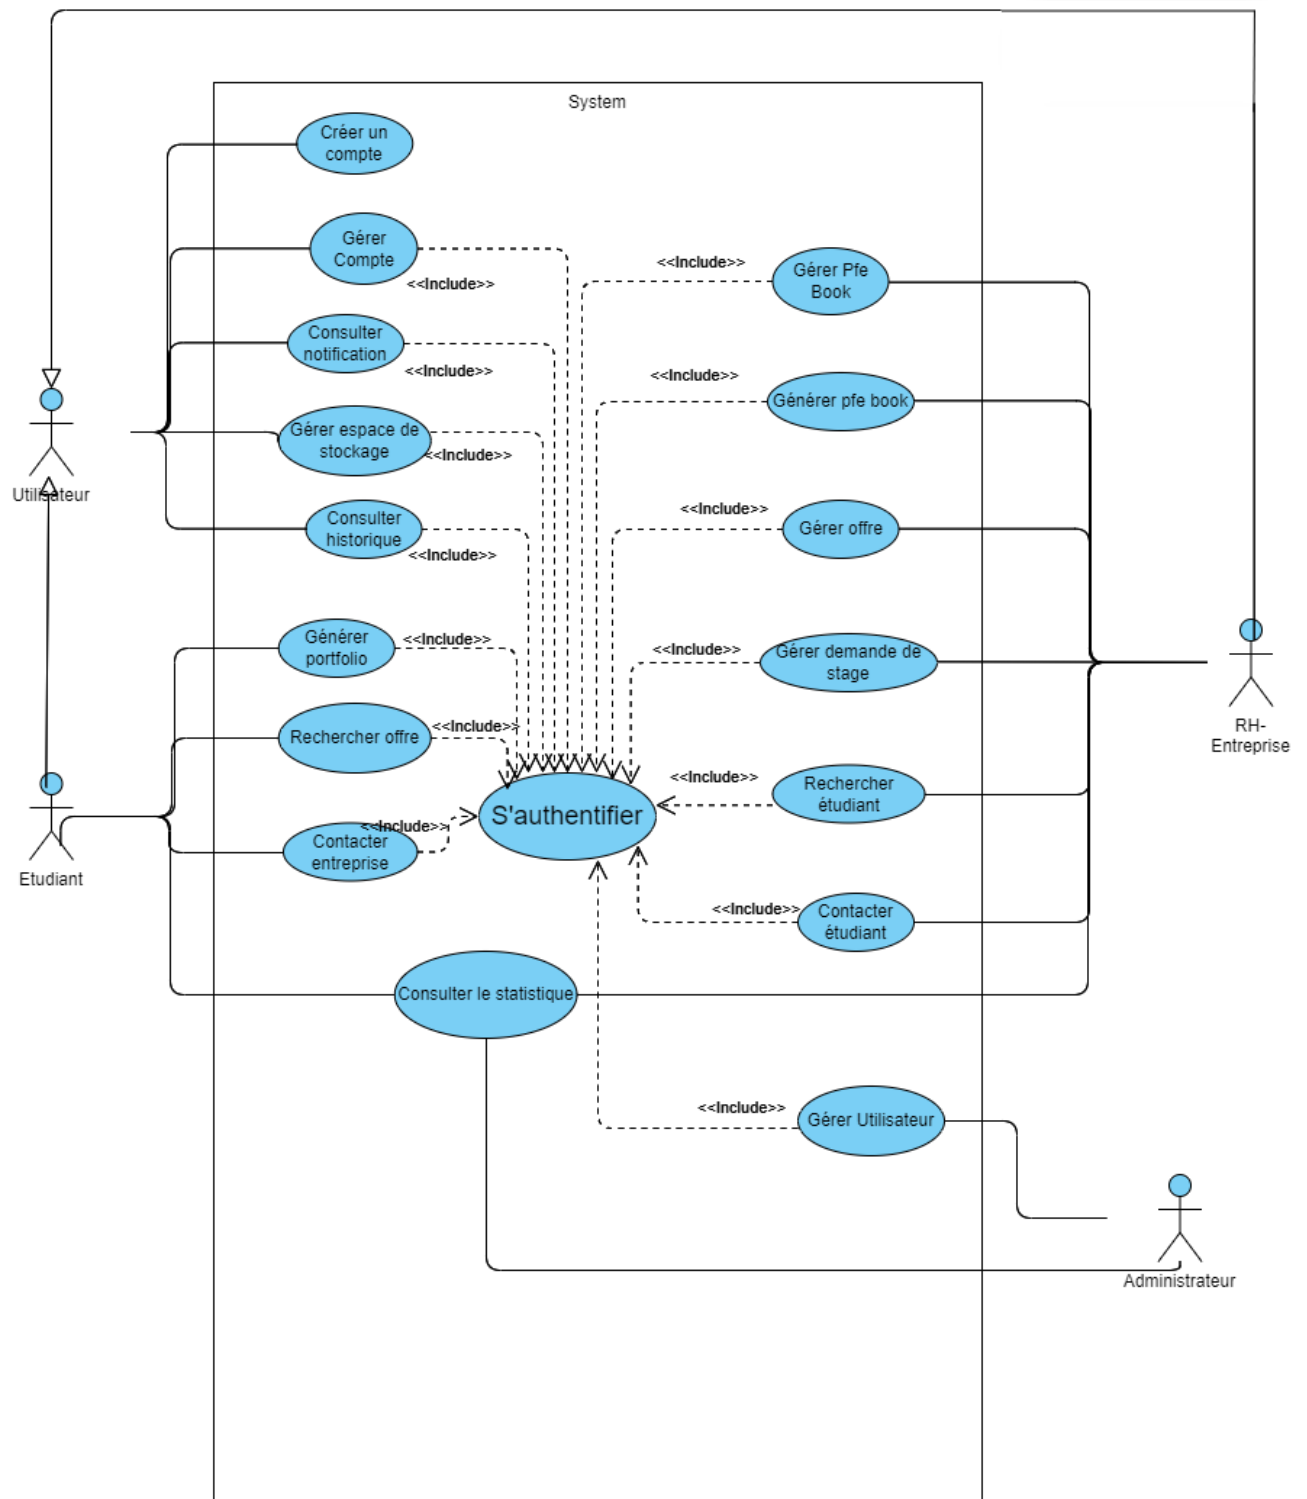 System
Créer un
compte
Gérer
Compte
<<Include>>
<<Include>>
Gérer Pfe
Book
Consulter
notification
<<Include>>
<<Include>>
Générer pfe book
Gérer espace de
stockage
<<Include>>
Utilisateur
Consulter
historique
<<Include>>
<<Include>>
Gérer offre
Générer
portfolio
<<Include>>
<<Include>>
Gérer demande de
stage
Rechercher offre
<<Include>>
RH-
Entreprise
<<Include>>
Rechercher
étudiant
S'authentifier
<<Include>>
Contacter
entreprise
Etudiant
<<Include>>
Contacter
étudiant
Consulter le statistique
<<Include>>
Gérer Utilisateur
Administrateur